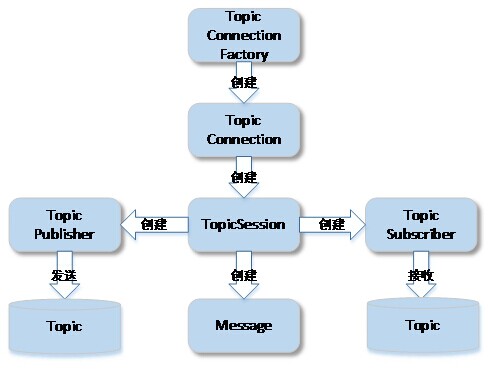 Topic
Connection
Factory
创建
Topic
Connection
创建
Topic
Publisher
创建
TopicSession
创建
Topic
Subscriber
发送
创建
接收
Topic
Message
Topic